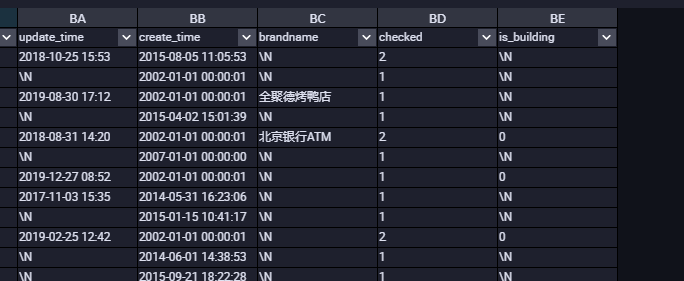 BA BB BC BD BE
update_time create_time brandname checked is_building
2018-10-25 15:53 2015-08-05 11:05:53 \N 2 \N
\N 2002-01-01 00:00:01 \N 1 \N
2019-08-30 17:12 2002-01-01 00:00:01 全聚德烤鸭店 1 \N
\N 2015-04-02 15:01:39 \N 1 \N
2018-08-31 14:20 2002-01-01 00:00:01 北京银行ATM 2 0
\N 2007-01-01 00:00:00 \N 1 \N
2019-12-27 08:52 2002-01-01 00:00:01 \N 1 0
2017-11-03 15:35 2014-05-31 16:23:06 \N 1 \N
\N 2015-01-15 10:41:17 \N 1 \N
2019-02-25 12:42 2002-01-01 00:00:01 \N 2 0
\N 2014-06-01 14:38:53 \N 1 \N
\N 2015-09-21 18:22:28 \N 1 \N